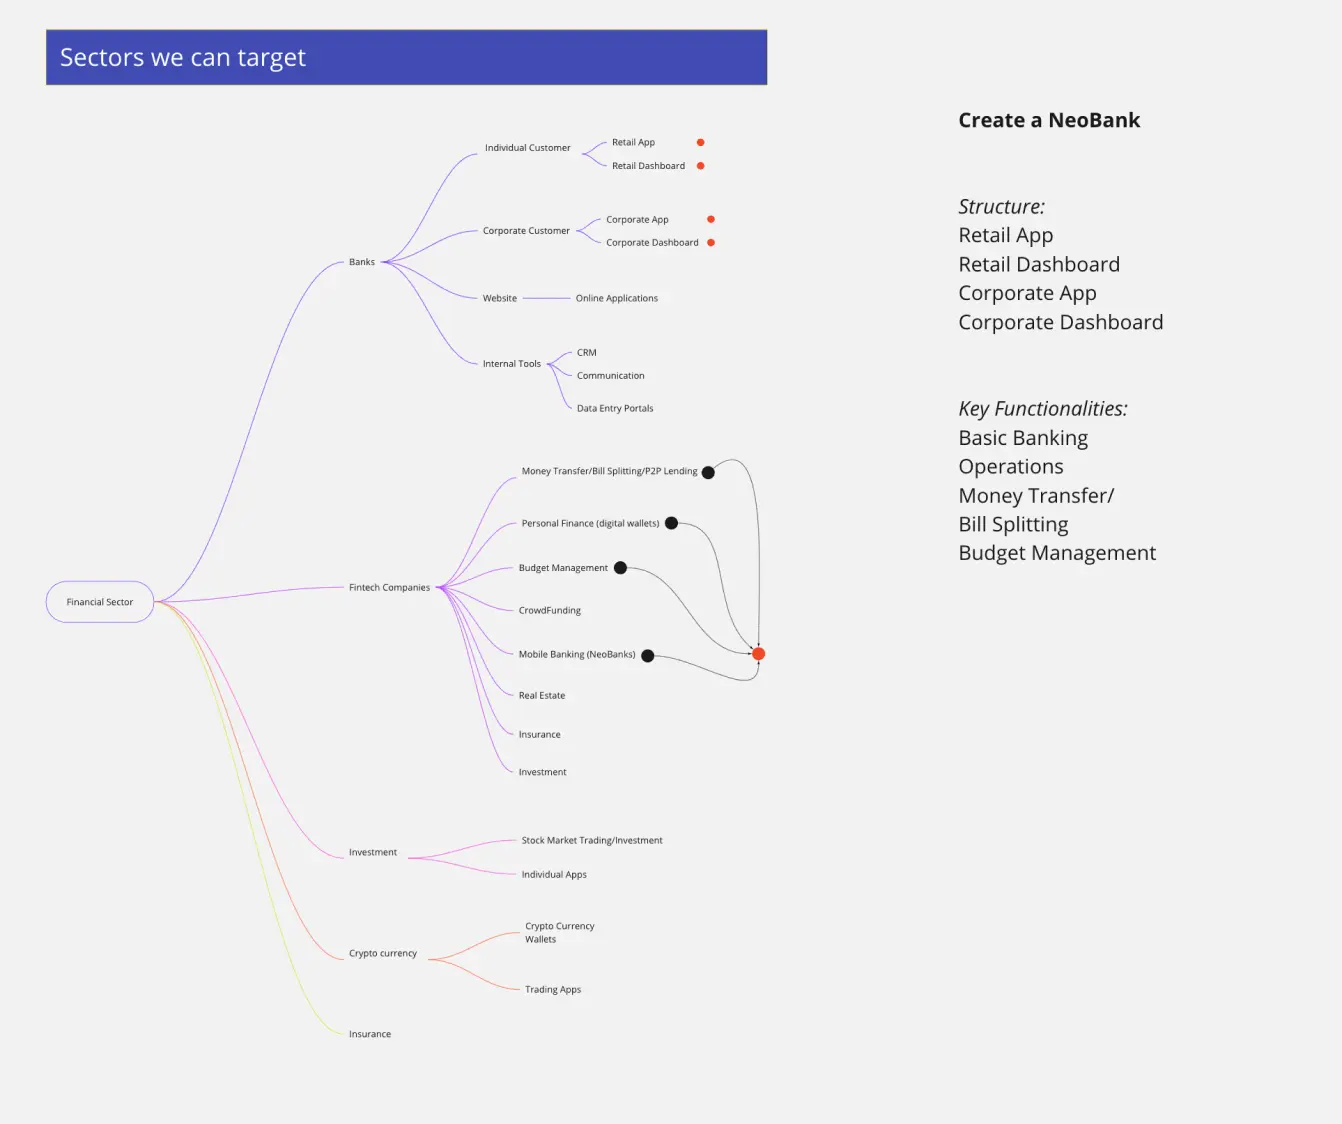 Sectors we can target
Create a NeoBank
Structure:
Retail App
Retail Dashboard
Corporate App
Corporate Dashboard
Key Functionalities:
Basic Banking
Operations
Money Transfer/
Bill Splitting
Budget Management
Financial Sector
Banks
Individual Customer
Retail App
Retail Dashboard
Corporate Customer
Corporate App
Corporate Dashboard
Website
Online Applications
Internal Tools
CRM
Communication
Data Entry Portals
Fintech Companies
Money Transfer/Bill Splitting/P2P Lending
Personal Finance (digital wallets)
Budget Management
CrowdFunding
Mobile Banking (NeoBanks)
Real Estate
Insurance
Investment
Investment
Stock Market Trading/Investment
Individual Apps
Crypto currency
Crypto Currency
Wallets
Trading Apps
Insurance